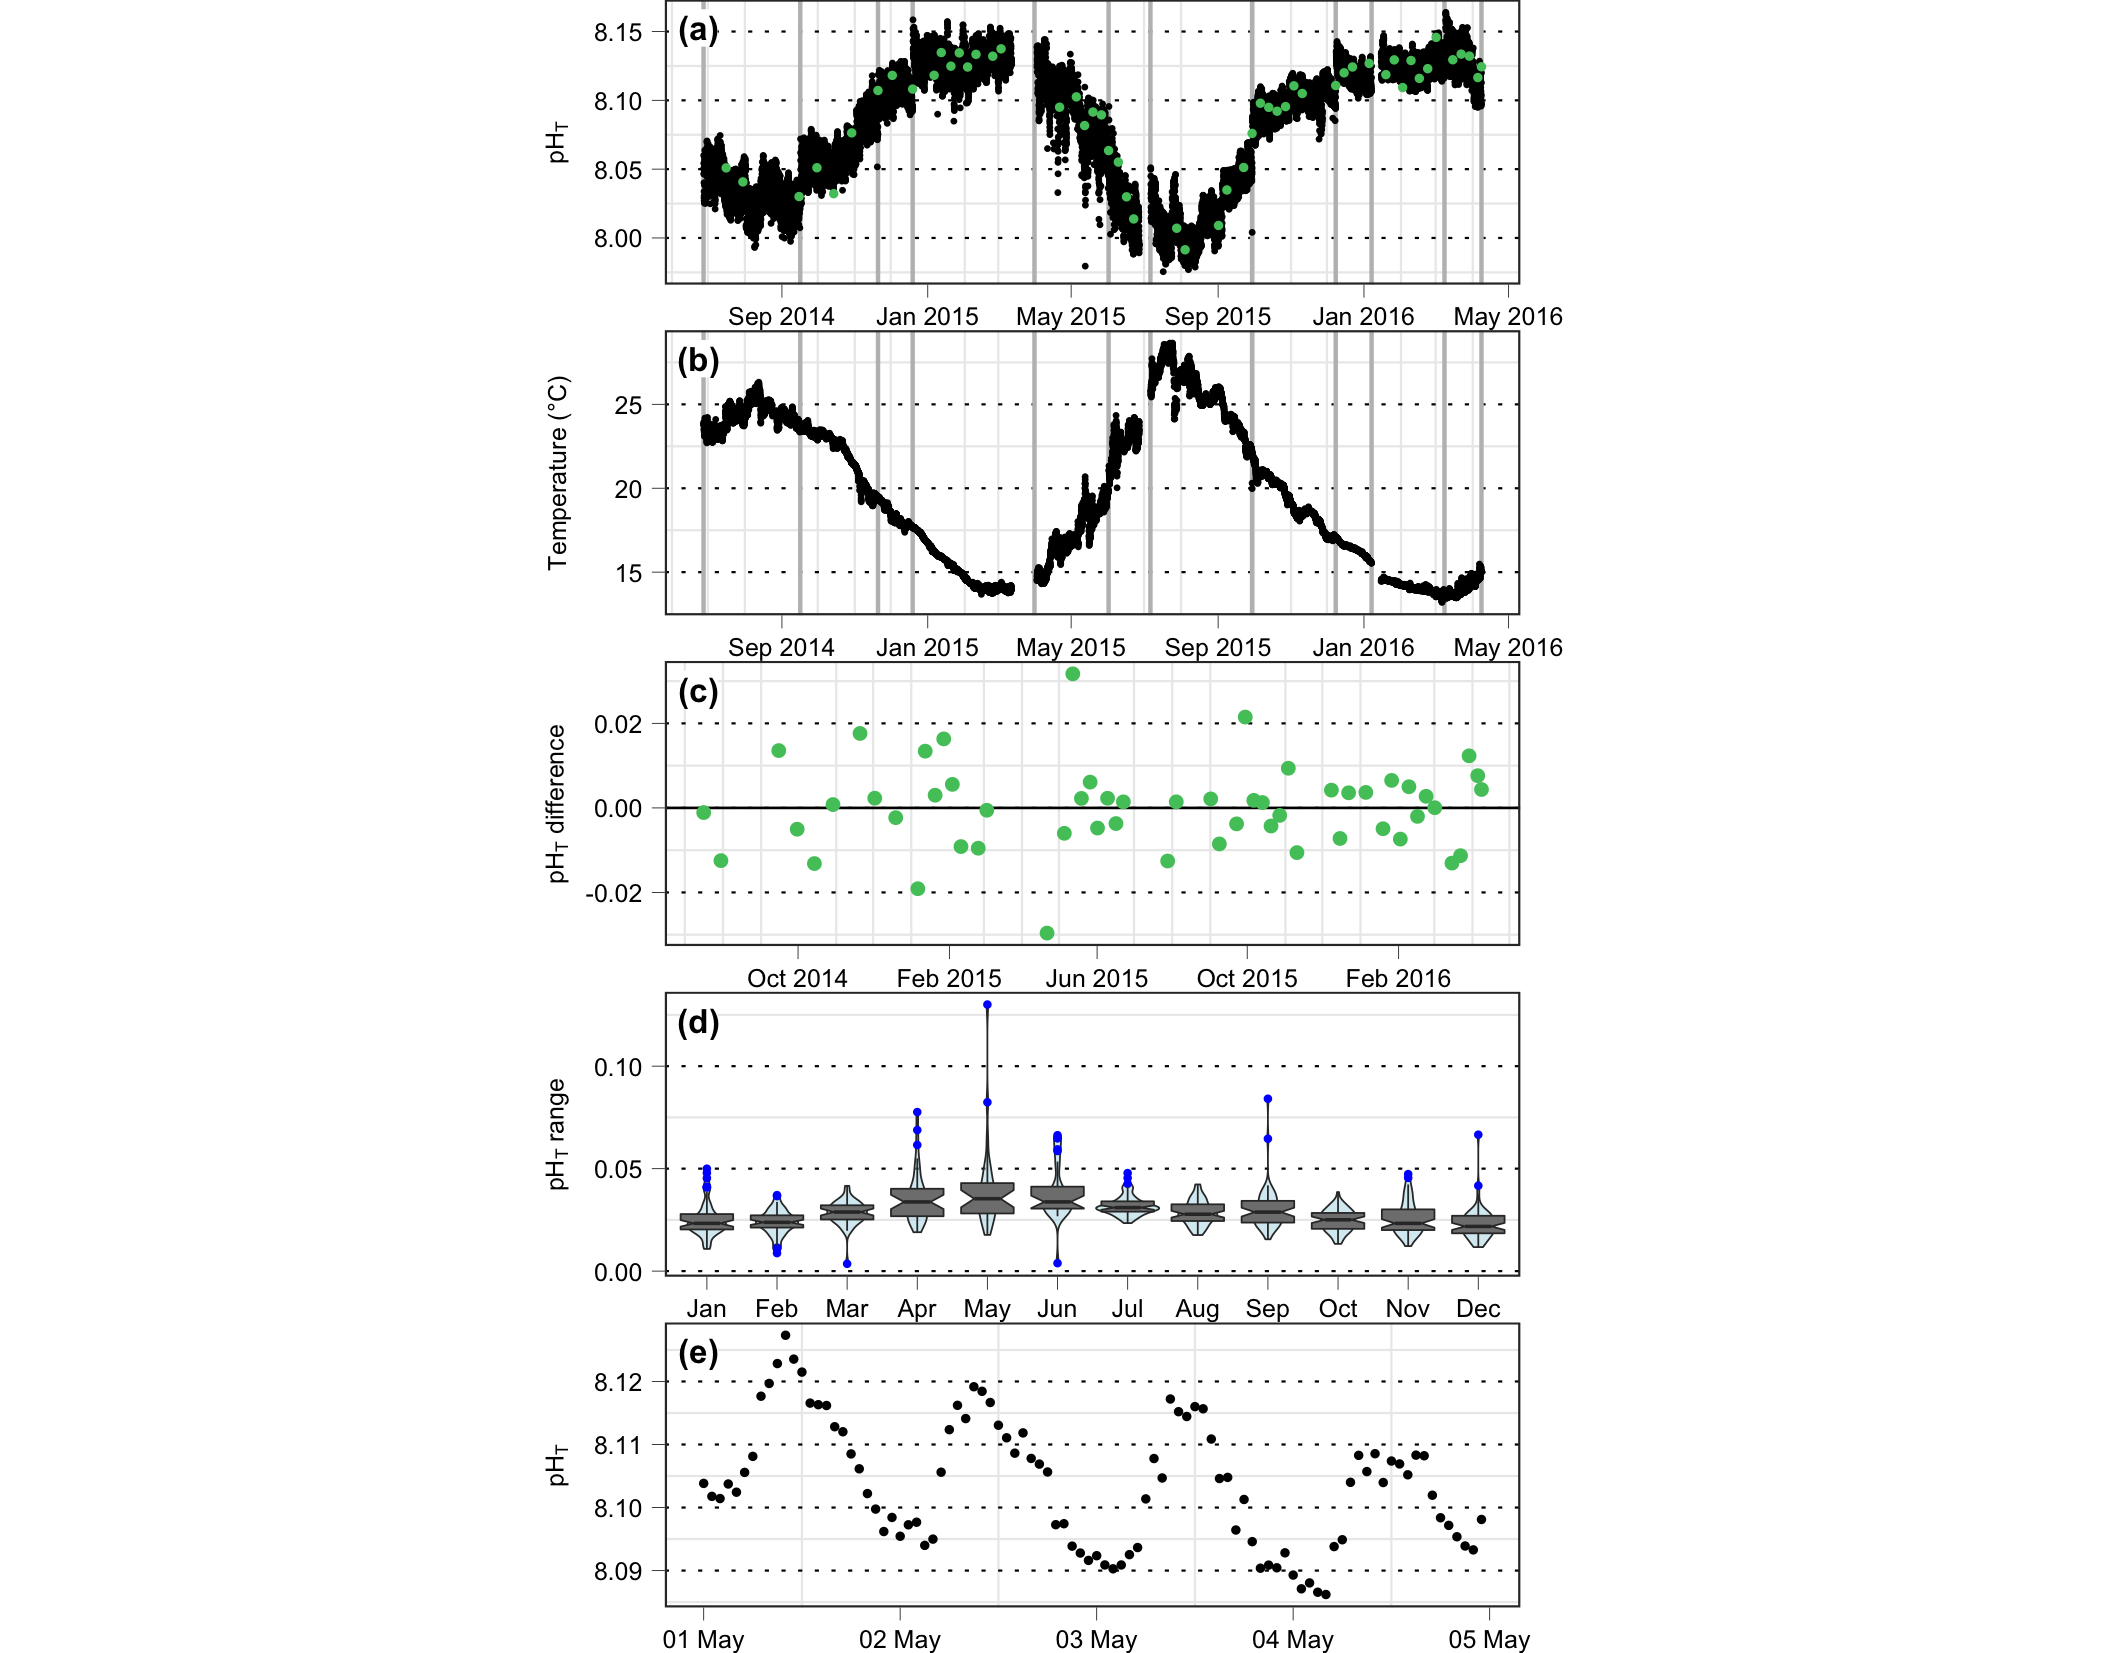 (a)
8.15
8.10
8.05
8.00
pH_T
Sep 2014 Jan 2015 May 2015 Sep 2015 Jan 2016 May 2016
(b)
25
20
15
Temperature (°C)
Sep 2014 Jan 2015 May 2015 Sep 2015 Jan 2016 May 2016
(c)
0.02
0.00
-0.02
pH_T difference
Oct 2014 Feb 2015 Jun 2015 Oct 2015 Feb 2016
(d)
0.10
0.05
0.00
pH_T range
Jan Feb Mar Apr May Jun Jul Aug Sep Oct Nov Dec
(e)
8.12
8.11
8.10
8.09
pH_T
01 May 02 May 03 May 04 May 05 May